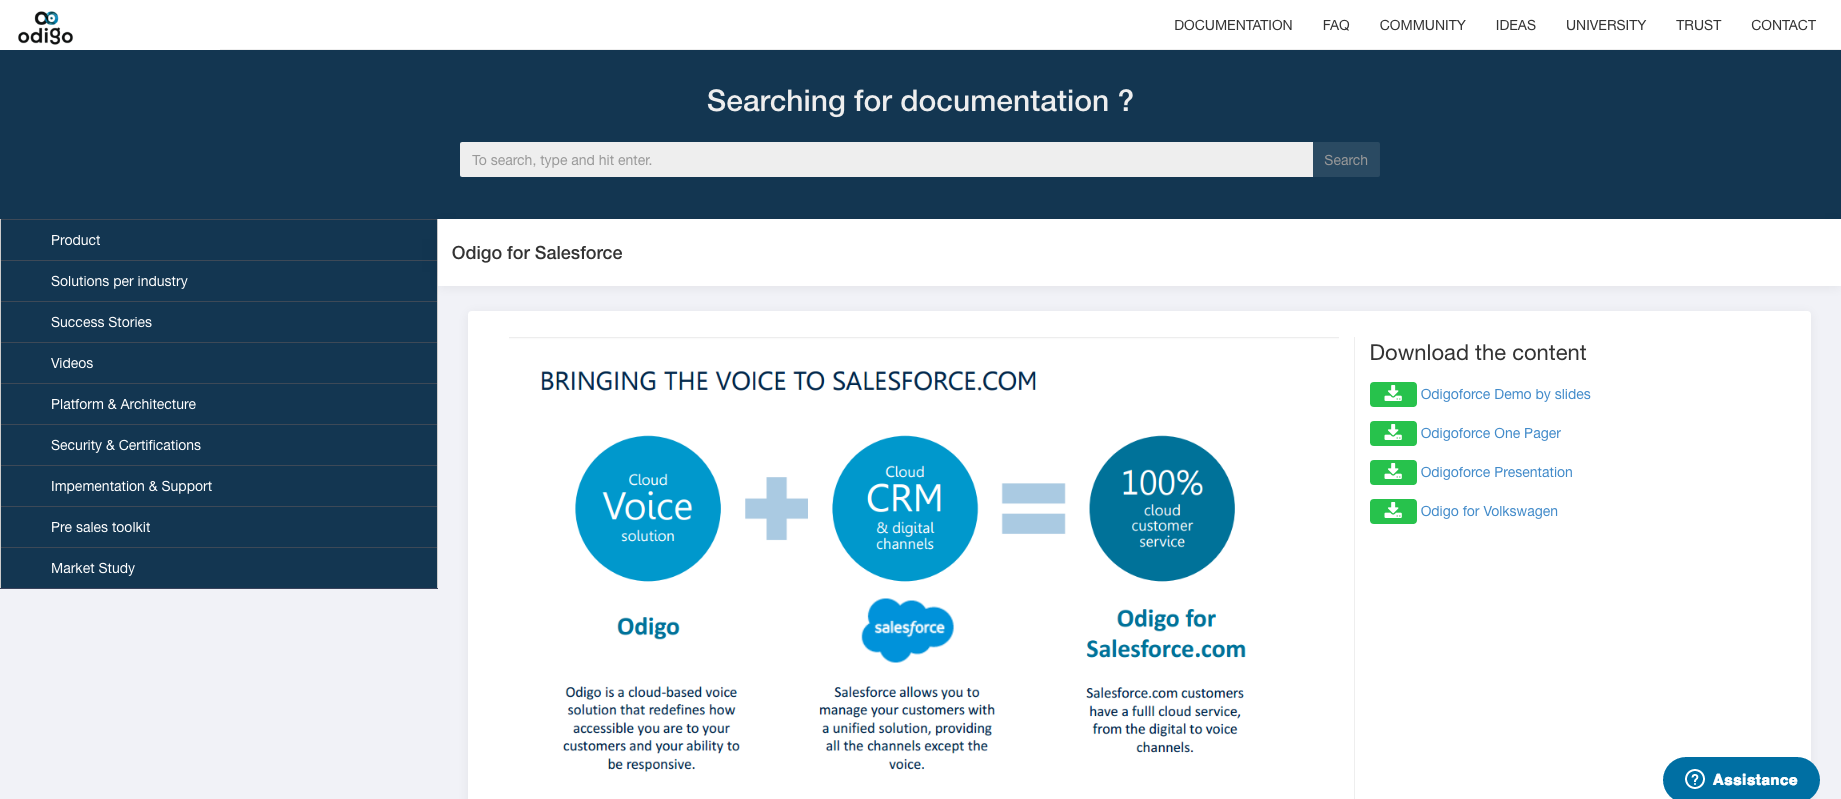 odigo
DOCUMENTATION FAQ COMMUNITY IDEAS UNIVERSITY TRUST CONTACT
Searching for documentation ?
To search, type and hit enter. Search
Product
Solutions per industry
Success Stories
Videos
Platform & Architecture
Security & Certifications
Impementation & Support
Pre sales toolkit
Market Study
Odigo for Salesforce
BRINGING THE VOICE TO SALESFORCE.COM
Cloud
Voice
solution
Cloud
CRM
& digital
channels
100%
cloud
customer
service
Odigo
salesforce
Odigo for
Salesforce.com
Odigo is a cloud-based voice
solution that redefines how
accessible you are to your
customers and your ability to
be responsive.
Salesforce allows you to
manage your customers with
a unified solution, providing
all the channels except the
voice.
Salesforce.com customers
have a fulll cloud service,
from the digital to voice
channels.
Download the content
Odigoforce Demo by slides
Odigoforce One Pager
Odigoforce Presentation
Odigo for Volkswagen
? Assistance